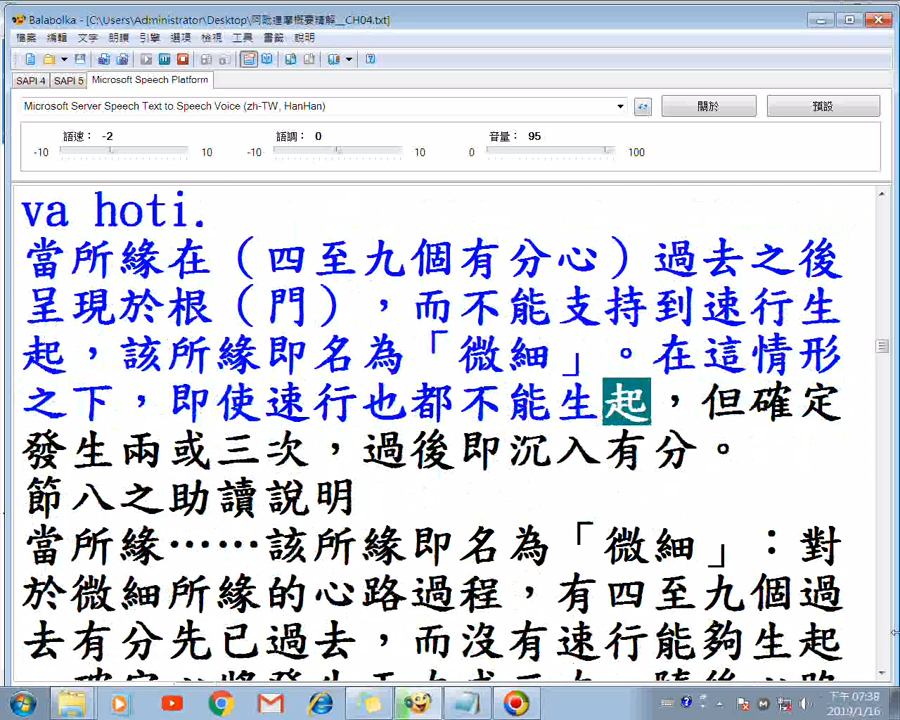 Balabolka - [C:\Users\Administrator\Desktop\阿毗達摩概要精解__CH04.txt]
檔案 編輯 文字 朗讀 引擎 選項 檢視 工具 書籤 說明
SAPI 4 SAPI 5 Microsoft Speech Platform
Microsoft Server Speech Text to Speech Voice (zh-TW, HanHan) 關於 預設
語速： -2 語調： 0 音量： 95
-10 10 -10 10 0 100
va hoti.
當所緣在（四至九個有分心）過去之後
呈現於根（門），而不能支持到速行生
起，該所緣即名為「微細」。在這情形
之下，即使速行也都不能生起，但確定
發生兩或三次，過後即沉入有分。
節八之助讀說明
當所緣⋯⋯該所緣即名為「微細」：對
於微細所緣的心路過程，有四至九個過
去有分先已過去，而沒有速行能夠生起
下午 07:38
2019/1/16